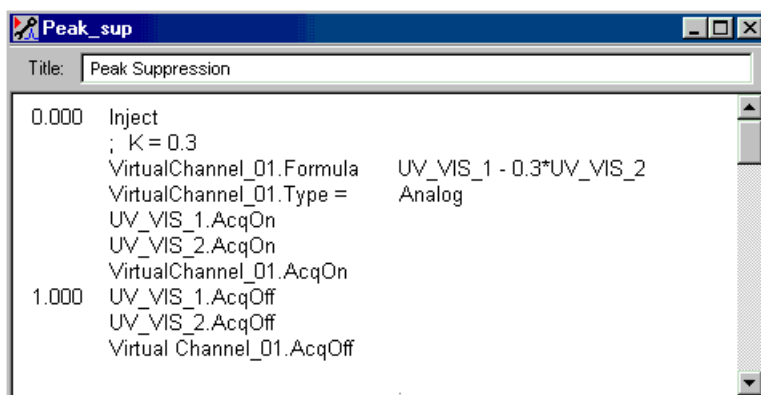 Peak_sup
Title: Peak Suppression
0.000 Inject
; K = 0.3
VirtualChannel_01.Formula UV_VIS_1 - 0.3*UV_VIS_2
VirtualChannel_01.Type = Analog
UV_VIS_1.AcqOn
UV_VIS_2.AcqOn
VirtualChannel_01.AcqOn
1.000 UV_VIS_1.AcqOff
UV_VIS_2.AcqOff
Virtual Channel_01.AcqOff